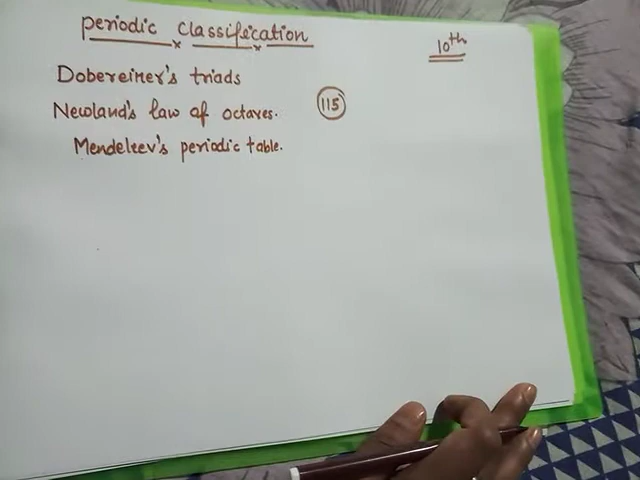 periodic classification
10th
Dobereiner's triads
Newland's law of octaves.
115
Mendeleev's periodic table.